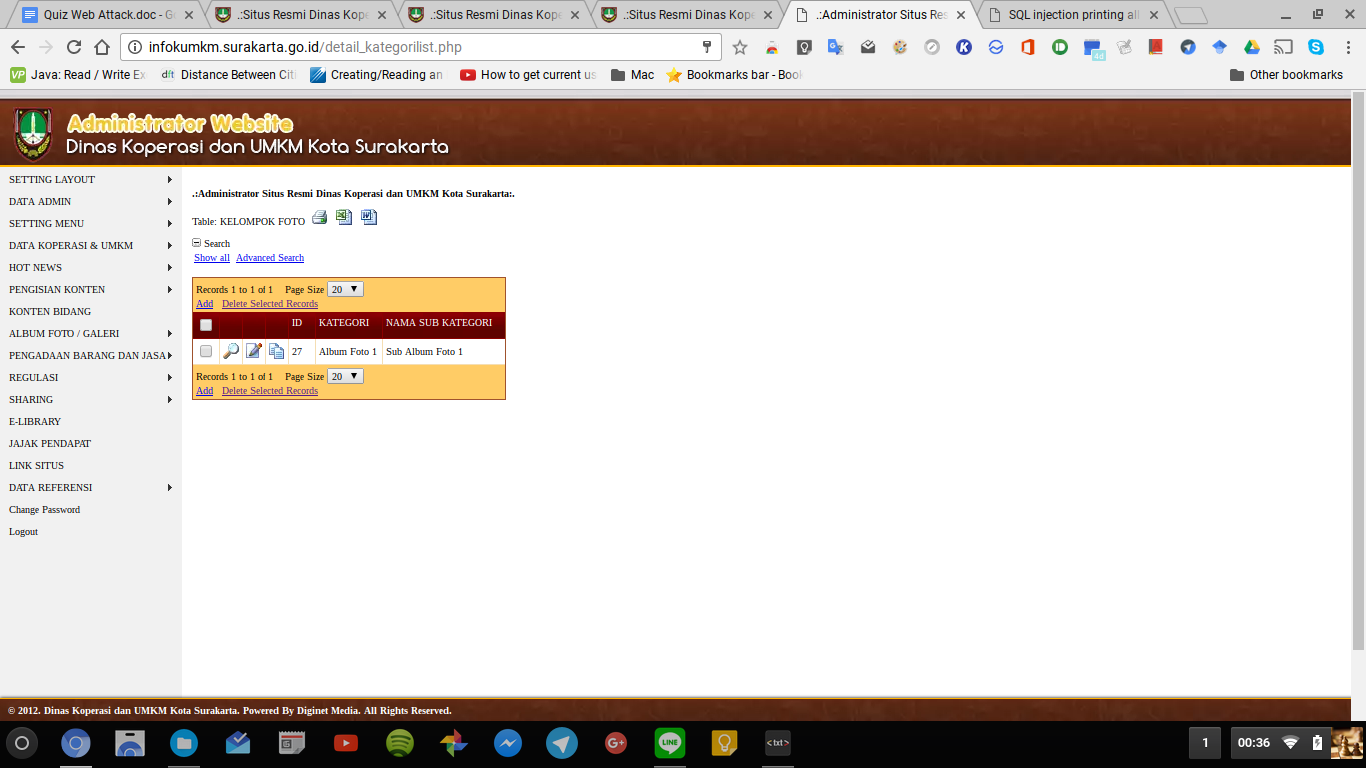 Quiz Web Attack.doc - G
.:Situs Resmi Dinas Kope
.:Situs Resmi Dinas Kope
.:Situs Resmi Dinas Kope
.:Administrator Situs Res
SQL injection printing all
infokumkm.surakarta.go.id/detail_kategorilist.php
4d
VP Java: Read / Write Ex
dft Distance Between Citi
Creating/Reading an
How to get current us
Mac
Bookmarks bar - Book
Other bookmarks
Administrator Website
Dinas Koperasi dan UMKM Kota Surakarta
SETTING LAYOUT
DATA ADMIN
SETTING MENU
DATA KOPERASI & UMKM
HOT NEWS
PENGISIAN KONTEN
KONTEN BIDANG
ALBUM FOTO / GALERI
PENGADAAN BARANG DAN JASA
REGULASI
SHARING
E-LIBRARY
JAJAK PENDAPAT
LINK SITUS
DATA REFERENSI
Change Password
Logout
.:Administrator Situs Resmi Dinas Koperasi dan UMKM Kota Surakarta:.
Table: KELOMPOK FOTO
Search
Show all Advanced Search
Records 1 to 1 of 1 Page Size 20
Add Delete Selected Records
ID KATEGORI NAMA SUB KATEGORI
27 Album Foto 1 Sub Album Foto 1
Records 1 to 1 of 1 Page Size 20
Add Delete Selected Records
© 2012. Dinas Koperasi dan UMKM Kota Surakarta. Powered By Diginet Media. All Rights Reserved.
LINE
<txt>
1
00:36